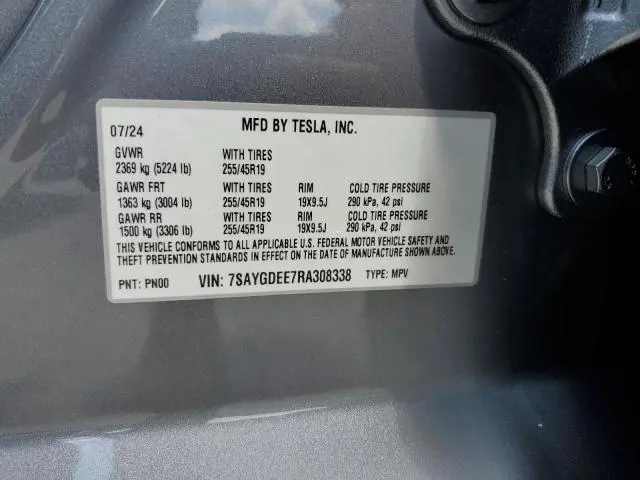 07/24 MFD BY TESLA, INC.
GVWR WITH TIRES
2369 kg (5224 lb) 255/45R19
GAWR FRT WITH TIRES RIM COLD TIRE PRESSURE
1363 kg (3004 lb) 255/45R19 19X9.5J 290 kPa, 42 psi
GAWR RR WITH TIRES RIM COLD TIRE PRESSURE
1500 kg (3306 lb) 255/45R19 19X9.5J 290 kPa, 42 psi
THIS VEHICLE CONFORMS TO ALL APPLICABLE U.S. FEDERAL MOTOR VEHICLE SAFETY AND
THEFT PREVENTION STANDARDS IN EFFECT ON THE DATE OF MANUFACTURE SHOWN ABOVE.
PNT: PN00 VIN: 7SAYGDEE7RA308338 TYPE: MPV